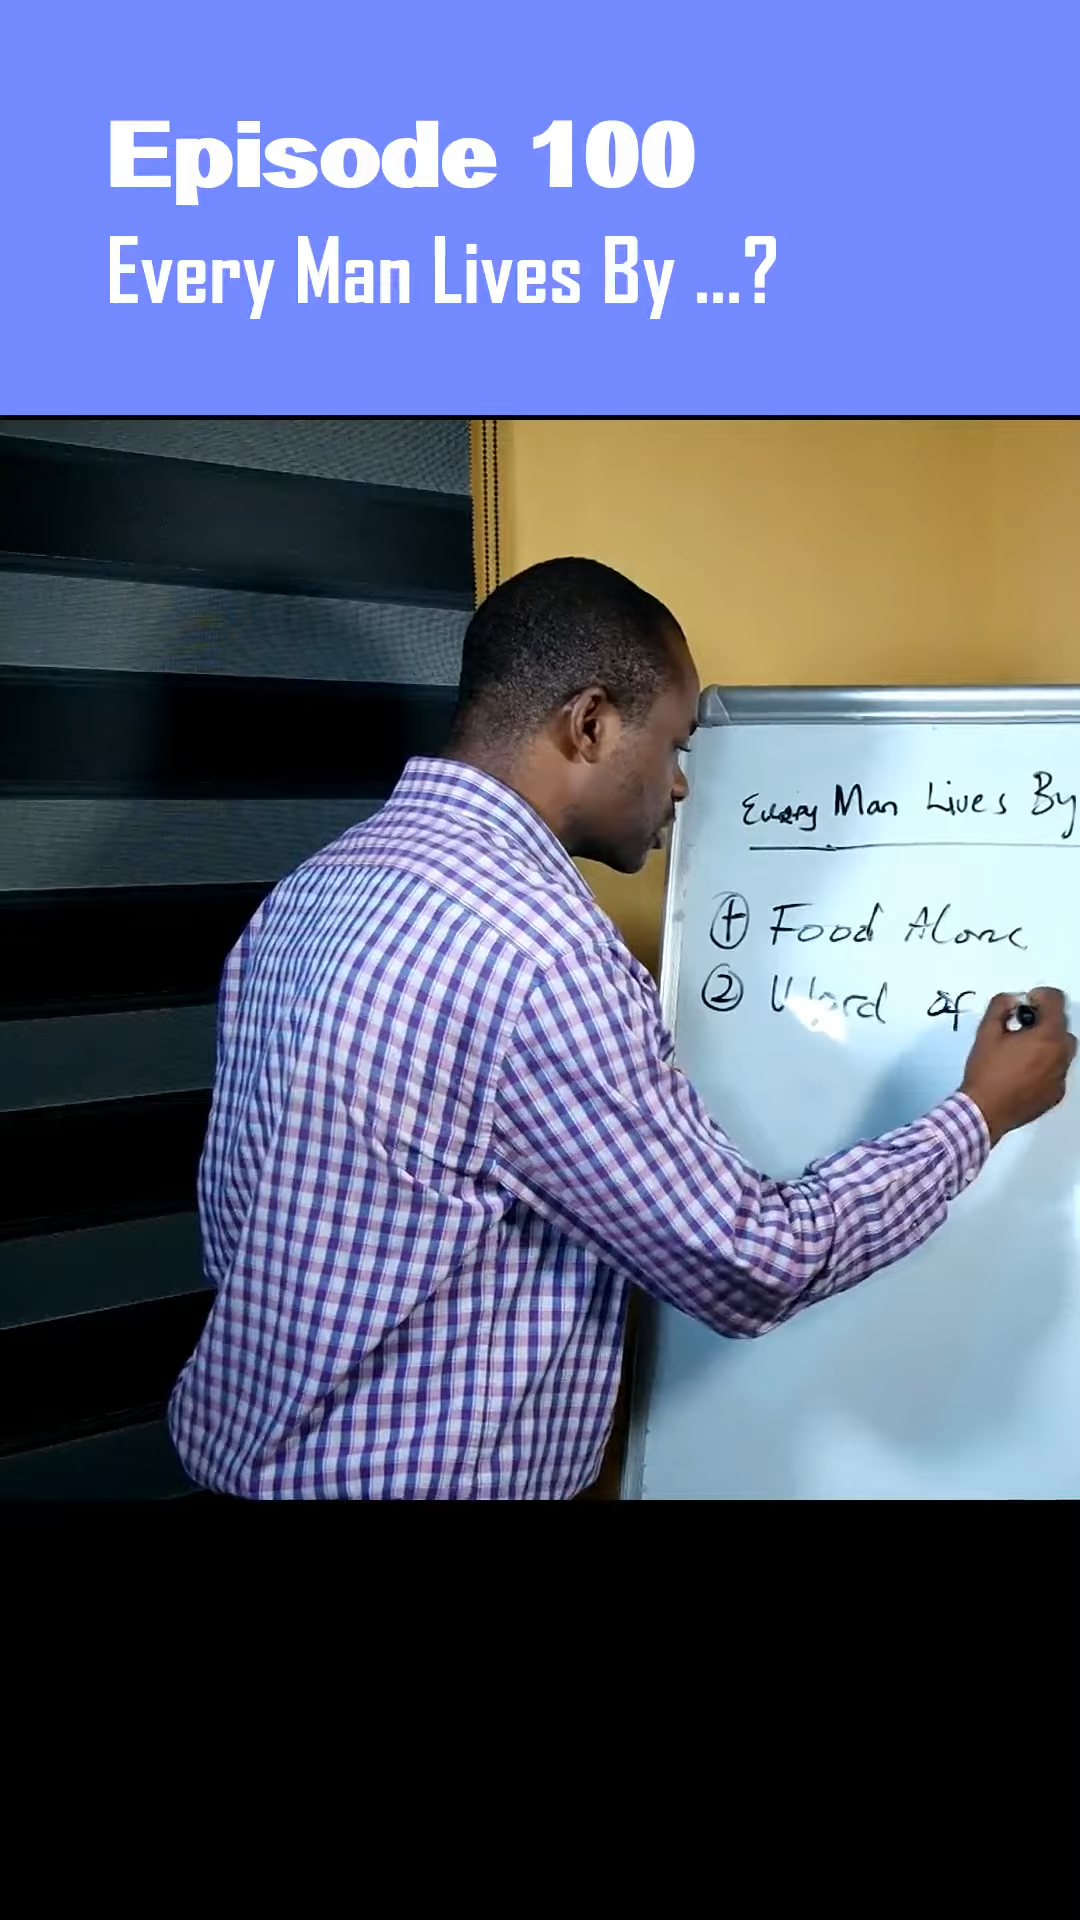 Episode 100
Every Man Lives By ...?
Every Man Lives By
① Food Alone
② Word of